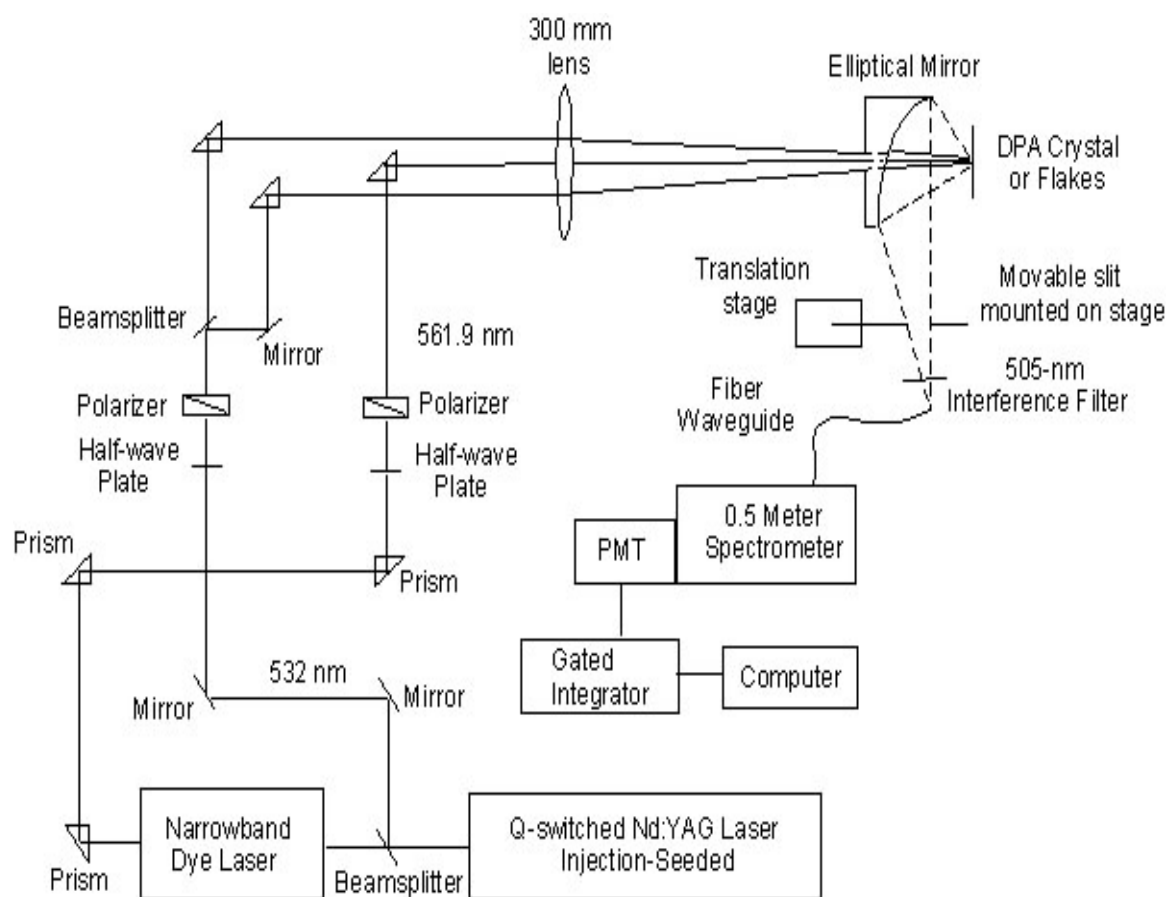 300 mm
lens
Elliptical Mirror
DPA Crystal
or Flakes
Translation
stage
Movable slit
mounted on stage
Beamsplitter
Mirror
561.9 nm
505-nm
Interference Filter
Fiber
Waveguide
Polarizer
Polarizer
Half-wave
Plate
Half-wave
Plate
0.5 Meter
Spectrometer
PMT
Prism
Prism
Gated
Integrator
Computer
532 nm
Mirror
Mirror
Narrowband
Dye Laser
Q-switched Nd:YAG Laser
Injection-Seeded
Prism
Beamsplitter